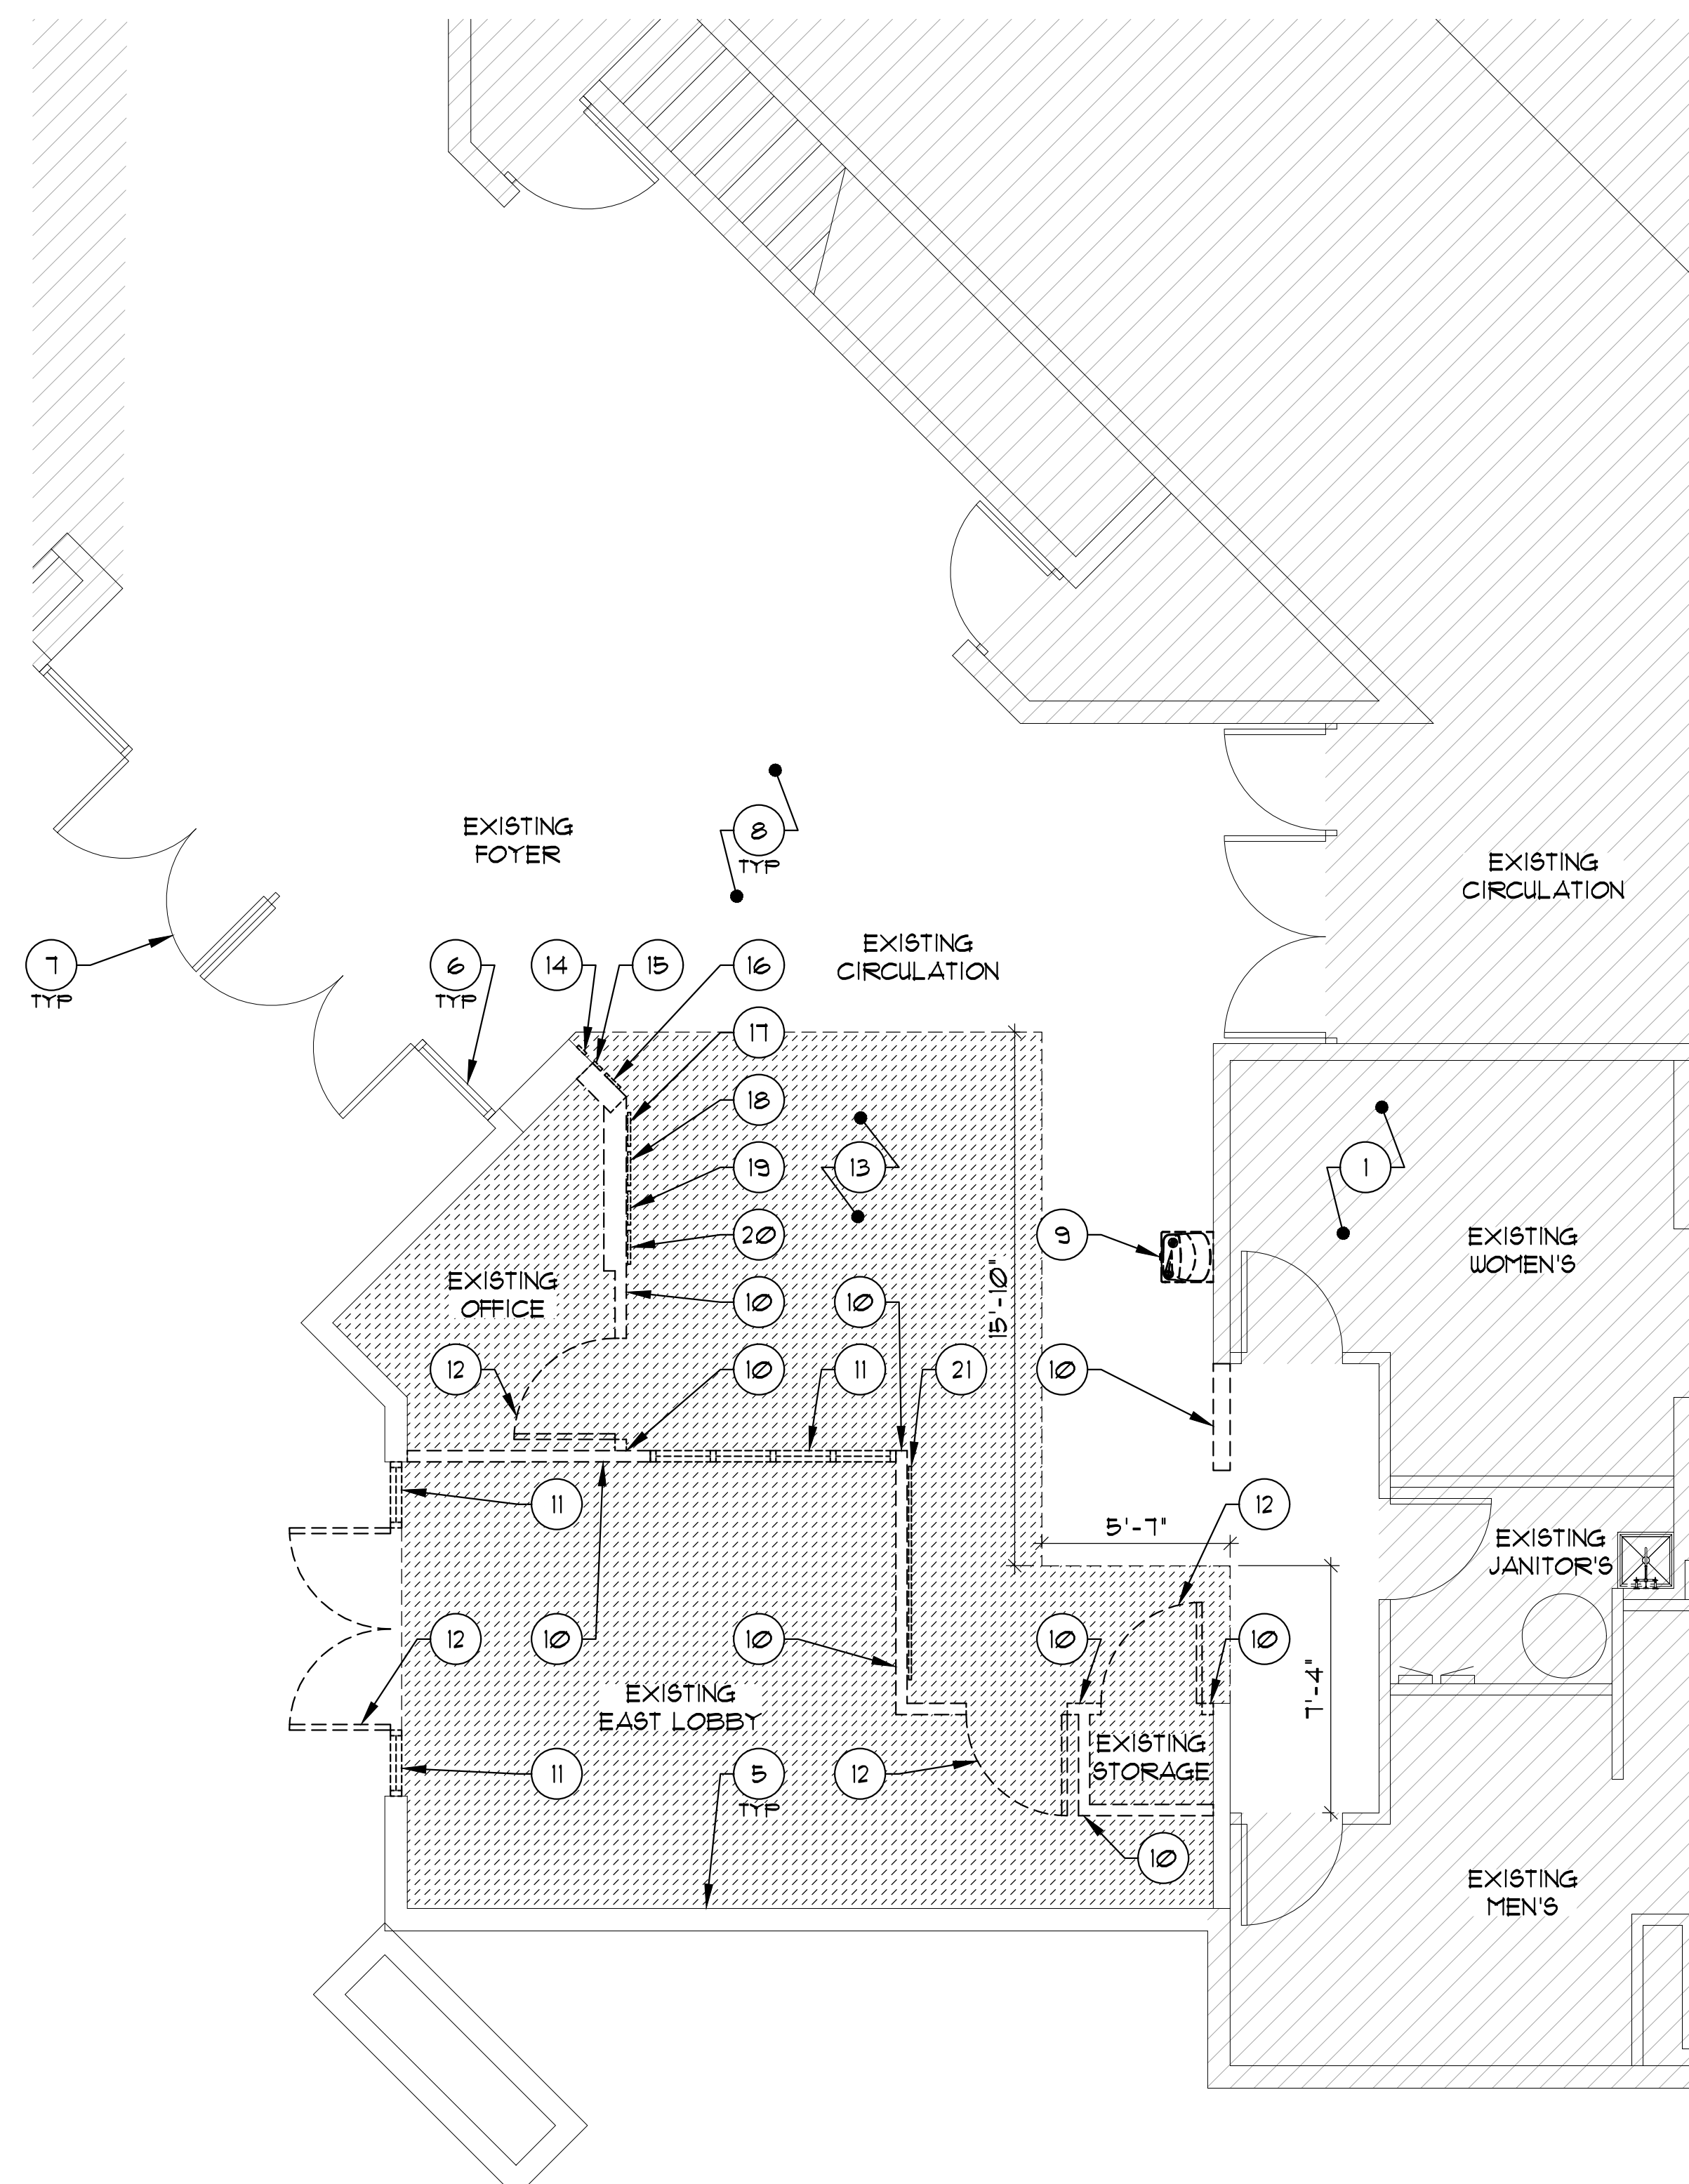 EXISTING
FOYER
8
TYP
EXISTING
CIRCULATION
EXISTING
CIRCULATION
7
TYP
6
TYP
14
15
16
17
18
19
20
13
1
9
EXISTING
WOMEN'S
15'-10"
EXISTING
OFFICE
10
10
12
10
11
21
10
11
5'-7"
12
EXISTING
JANITOR'S
12
10
10
10
10
7'-4"
EXISTING
EAST LOBBY
EXISTING
STORAGE
11
5
TYP
12
10
EXISTING
MEN'S